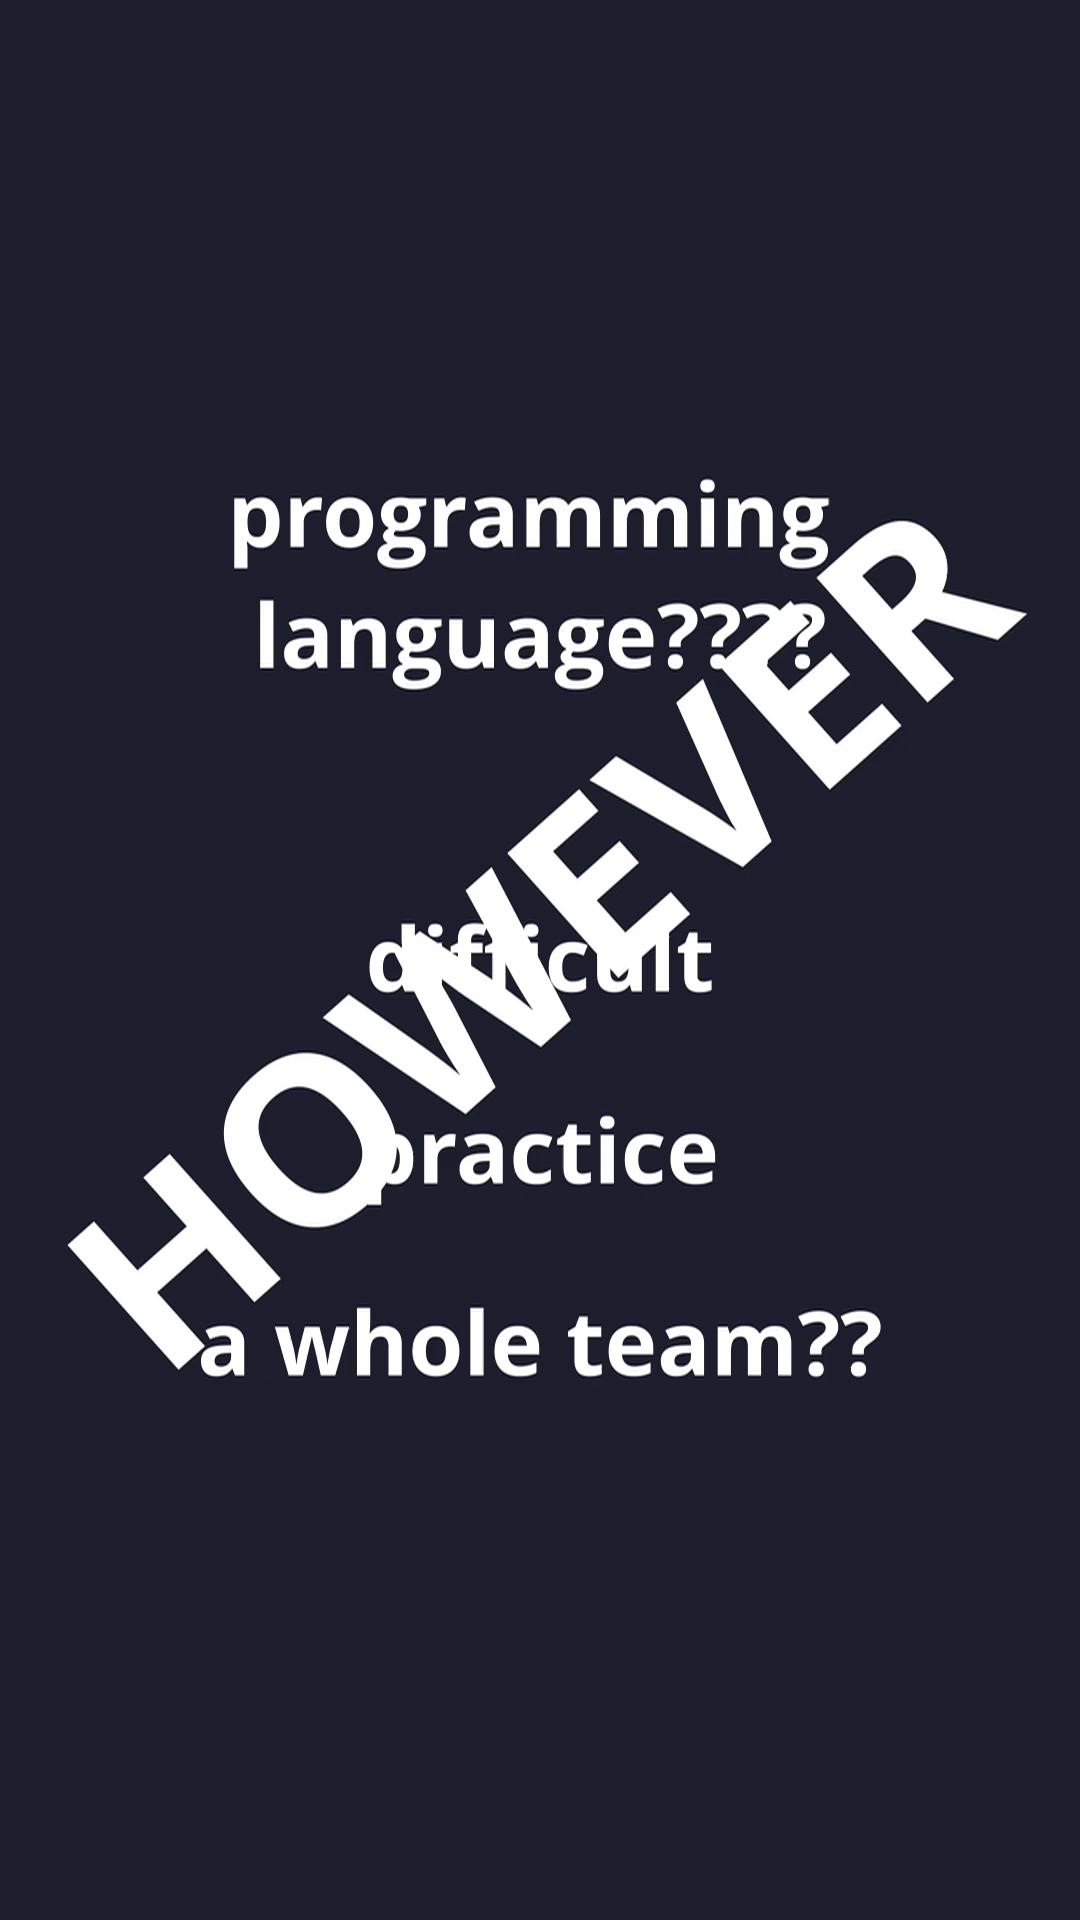 programming
language????
HOWEVER
difficult
practice
a whole team??